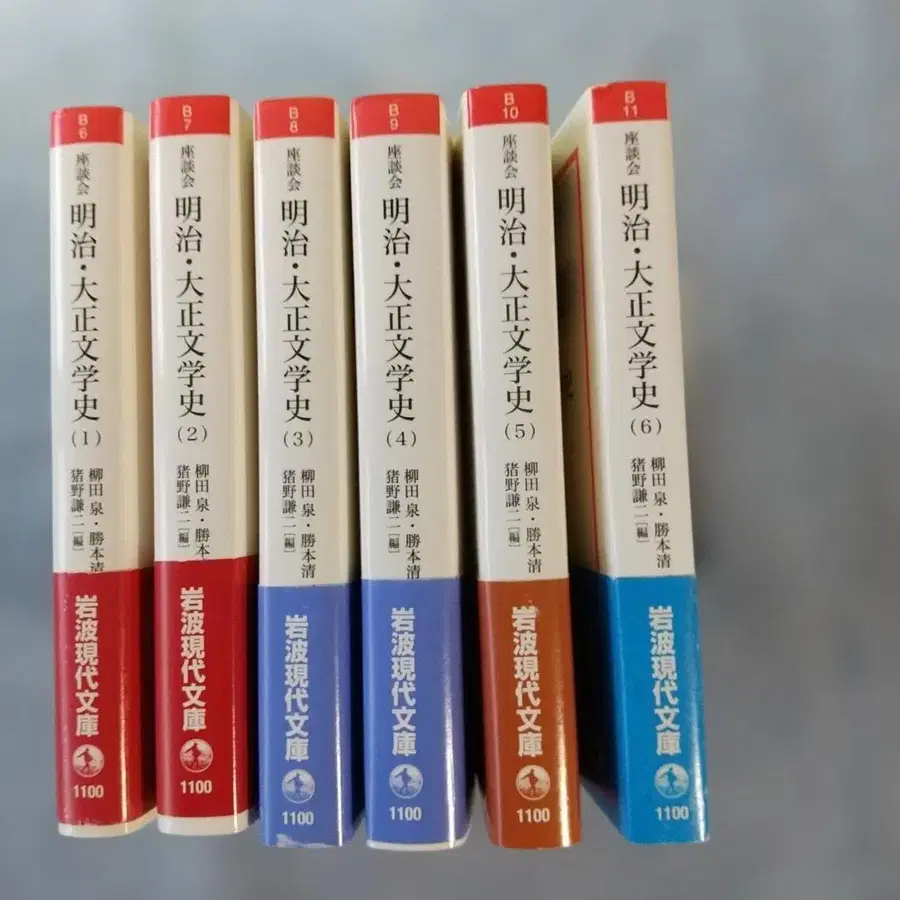 B
6
座談会
明治・大正文学史
(1)
柳田 泉・勝本
猪野謙二[編]
岩波現代文庫
1100
B
7
座談会
明治・大正文学史
(2)
柳田 泉・勝本
猪野謙二[編]
岩波現代文庫
1100
B
8
座談会
明治・大正文学史
(3)
柳田 泉・勝本清
猪野謙二[編]
岩波現代文庫
1100
B
9
座談会
明治・大正文学史
(4)
柳田 泉・勝本清
猪野謙二[編]
岩波現代文庫
1100
B
10
座談会
明治・大正文学史
(5)
柳田 泉・勝本清
猪野謙二[編]
岩波現代文庫
1100
B
11
座談会
明治・大正文学史
(6)
柳田 泉・勝本清
猪野謙二[編]
岩波現代文庫
1100